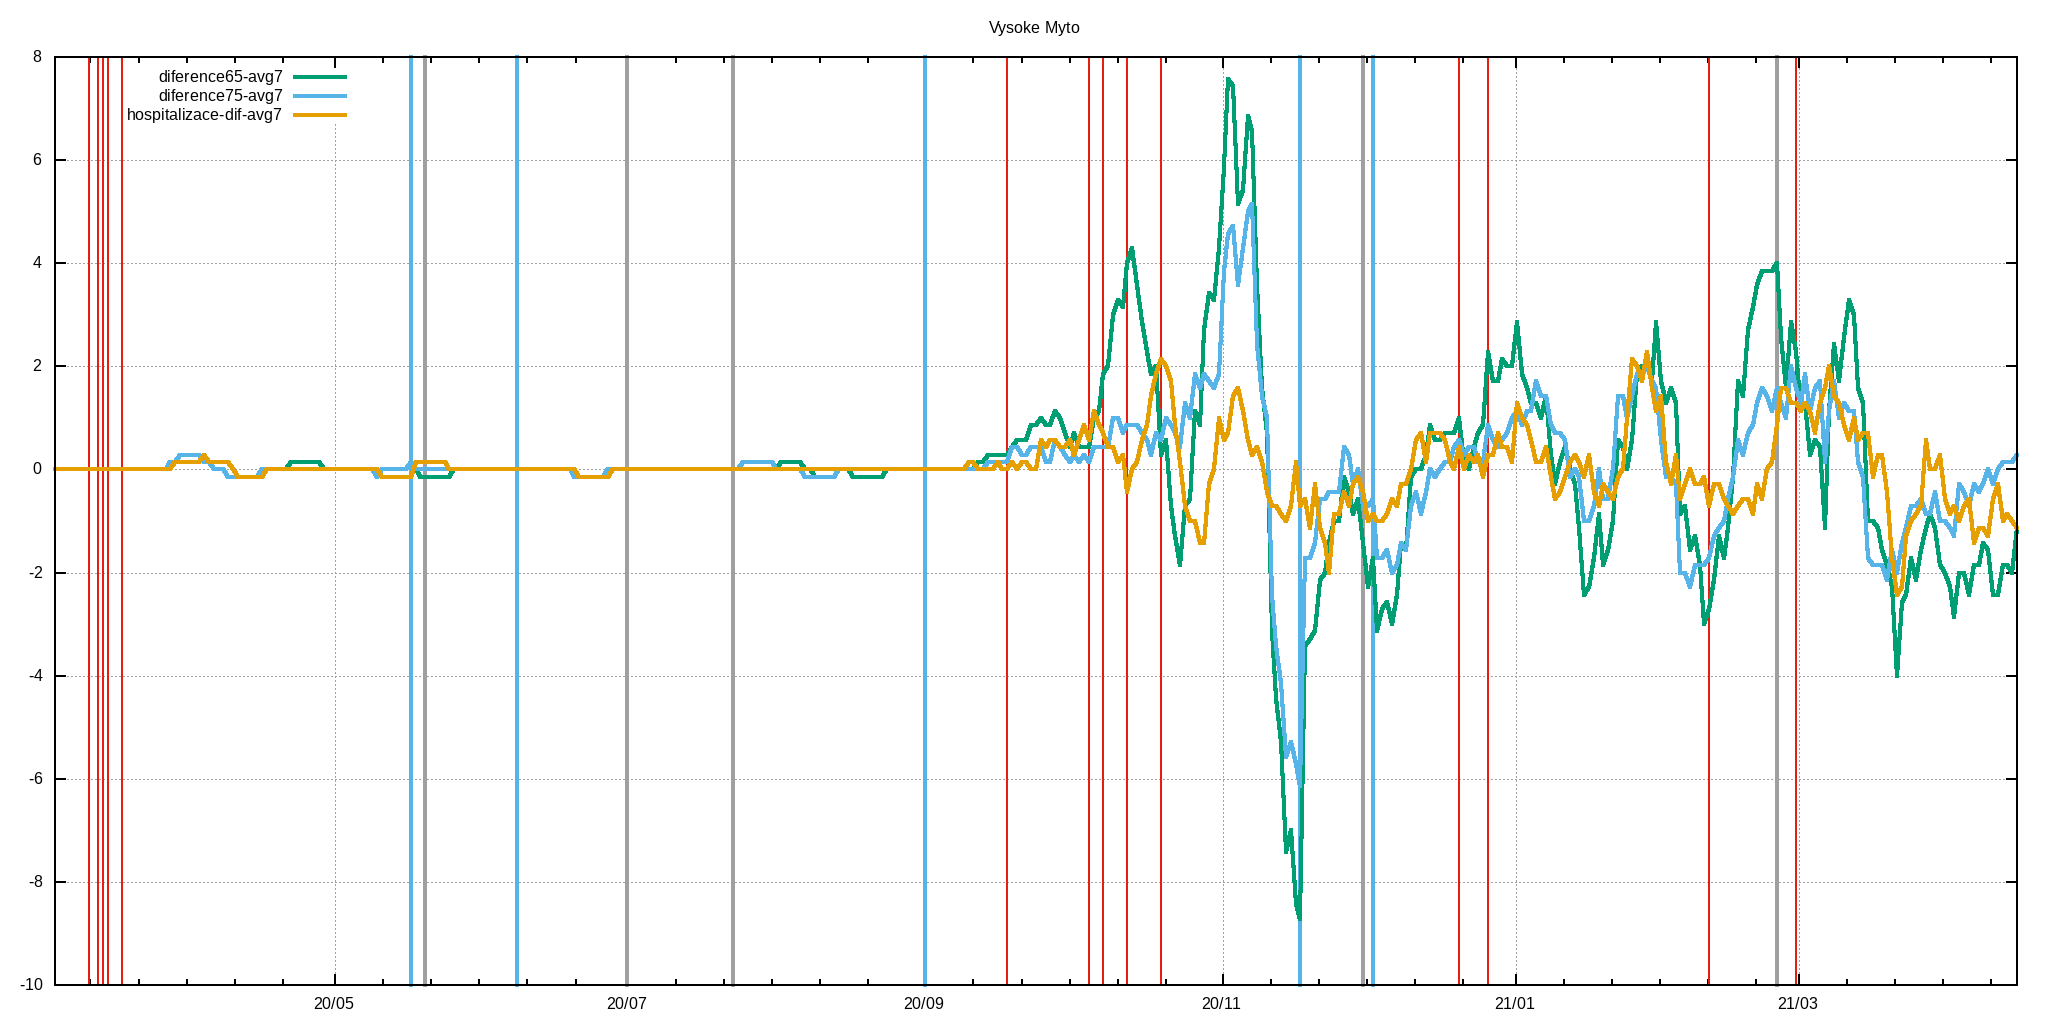 Vysoke Myto
8
diference65-avg7
diference75-avg7
hospitalizace-dif-avg7
6
4
2
0
-2
-4
-6
-8
-10
20/05 20/07 20/09 20/11 21/01 21/03